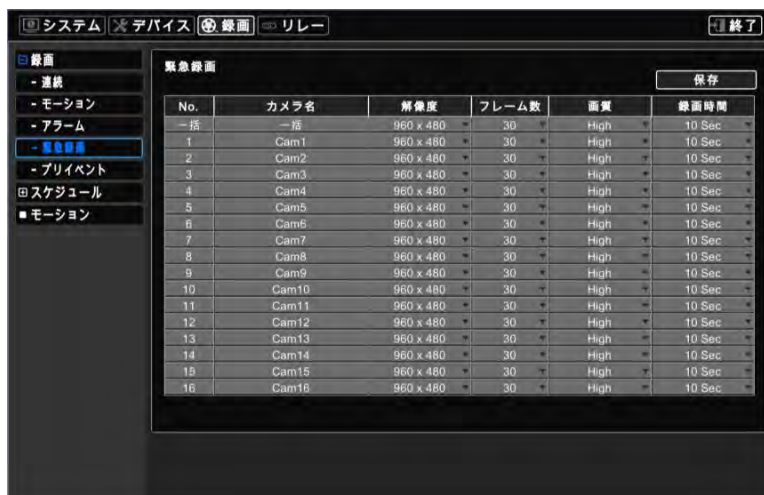 システム デバイス 録画 リレー 終了
録画
- 連続
- モーション
- アラーム
- 緊急録画
- プリイベント
スケジュール
モーション
緊急録画
保存
No. カメラ名 解像度 フレーム数 画質 録画時間
一括 一括 960 x 480 30 High 10 Sec
1 Cam1 960 x 480 30 High 10 Sec
2 Cam2 960 x 480 30 High 10 Sec
3 Cam3 960 x 480 30 High 10 Sec
4 Cam4 960 x 480 30 High 10 Sec
5 Cam5 960 x 480 30 High 10 Sec
6 Cam6 960 x 480 30 High 10 Sec
7 Cam7 960 x 480 30 High 10 Sec
8 Cam8 960 x 480 30 High 10 Sec
9 Cam9 960 x 480 30 High 10 Sec
10 Cam10 960 x 480 30 High 10 Sec
11 Cam11 960 x 480 30 High 10 Sec
12 Cam12 960 x 480 30 High 10 Sec
13 Cam13 960 x 480 30 High 10 Sec
14 Cam14 960 x 480 30 High 10 Sec
15 Cam15 960 x 480 30 High 10 Sec
16 Cam16 960 x 480 30 High 10 Sec